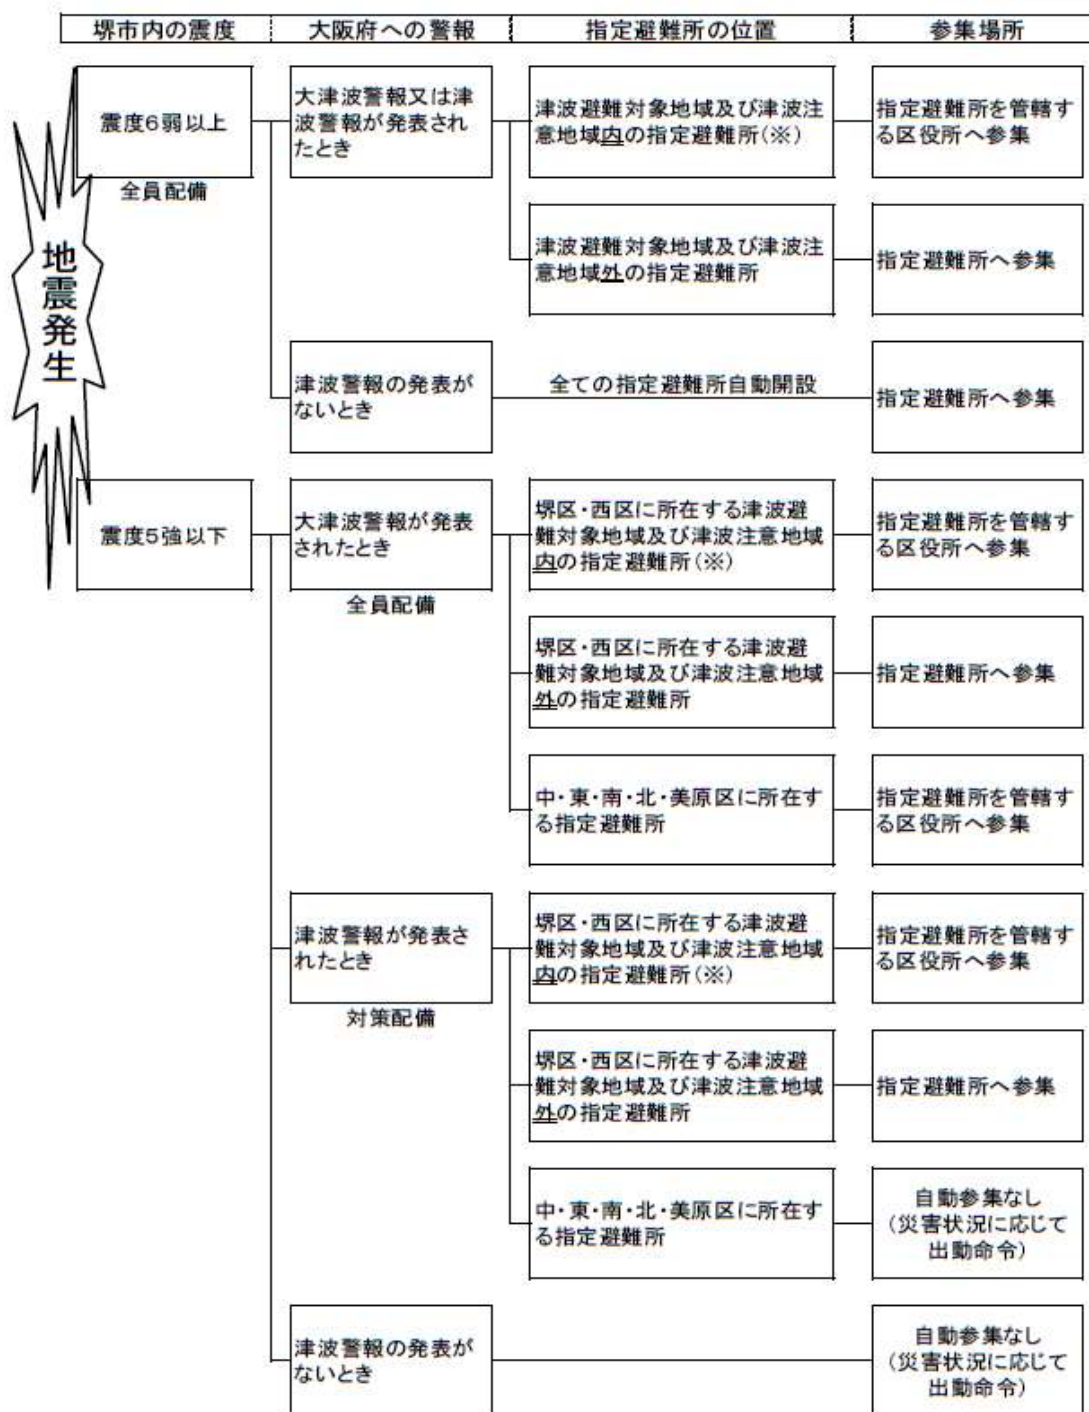 堺市内の震度 大阪府への警報 指定避難所の位置 参集場所
地震発生
震度6弱以上
全員配備
大津波警報又は津
波警報が発表され
たとき
津波避難対象地域及び津波注
意地域内の指定避難所(※)
指定避難所を管轄す
る区役所へ参集
津波避難対象地域及び津波注
意地域外の指定避難所
指定避難所へ参集
津波警報の発表が
ないとき
全ての指定避難所自動開設
指定避難所へ参集
震度5強以下
大津波警報が発表
されたとき
全員配備
堺区・西区に所在する津波避
難対象地域及び津波注意地域
内の指定避難所(※)
指定避難所を管轄す
る区役所へ参集
堺区・西区に所在する津波避
難対象地域及び津波注意地域
外の指定避難所
指定避難所へ参集
中・東・南・北・美原区に所在す
る指定避難所
指定避難所を管轄す
る区役所へ参集
津波警報が発表さ
れたとき
対策配備
堺区・西区に所在する津波避
難対象地域及び津波注意地域
内の指定避難所(※)
指定避難所を管轄す
る区役所へ参集
堺区・西区に所在する津波避
難対象地域及び津波注意地域
外の指定避難所
指定避難所へ参集
中・東・南・北・美原区に所在す
る指定避難所
自動参集なし
(災害状況に応じて
出動命令)
津波警報の発表が
ないとき
自動参集なし
(災害状況に応じて
出動命令)